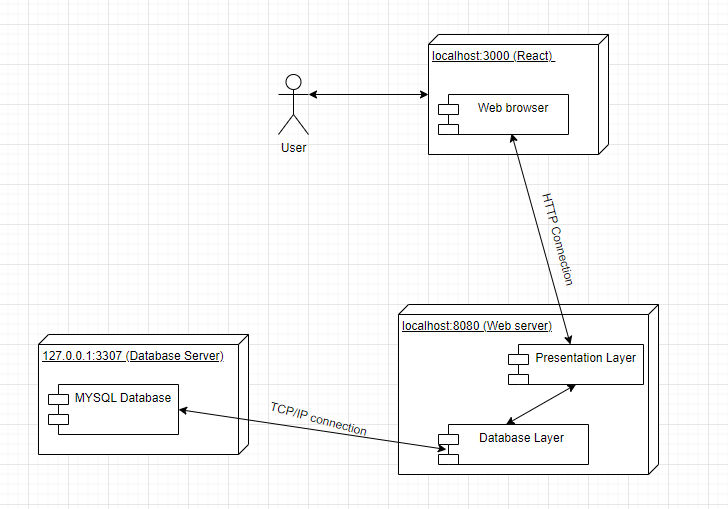 localhost:3000 (React)
Web browser
User
HTTP Connection
localhost:8080 (Web server)
Presentation Layer
127.0.0.1:3307 (Database Server)
MYSQL Database
TCP/IP connection
Database Layer